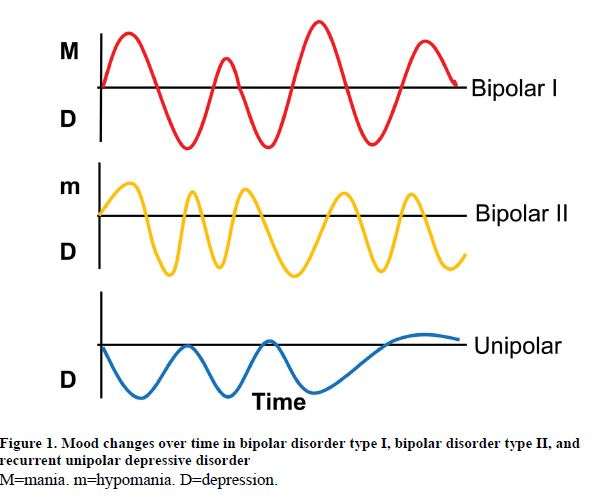 M
Bipolar I
D
m
Bipolar II
D
Unipolar
D
Time
Figure 1. Mood changes over time in bipolar disorder type I, bipolar disorder type II, and
recurrent unipolar depressive disorder
M=mania. m=hypomania. D=depression.